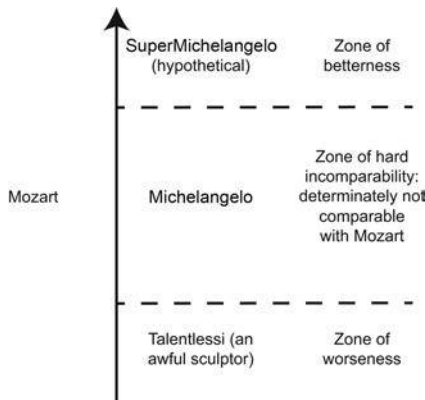 SuperMichelangelo
(hypothetical)
Zone of
betterness
Mozart
Michelangelo
Zone of hard
incomparability:
determinately not
comparable
with Mozart
Talentlessi (an
awful sculptor)
Zone of
worseness